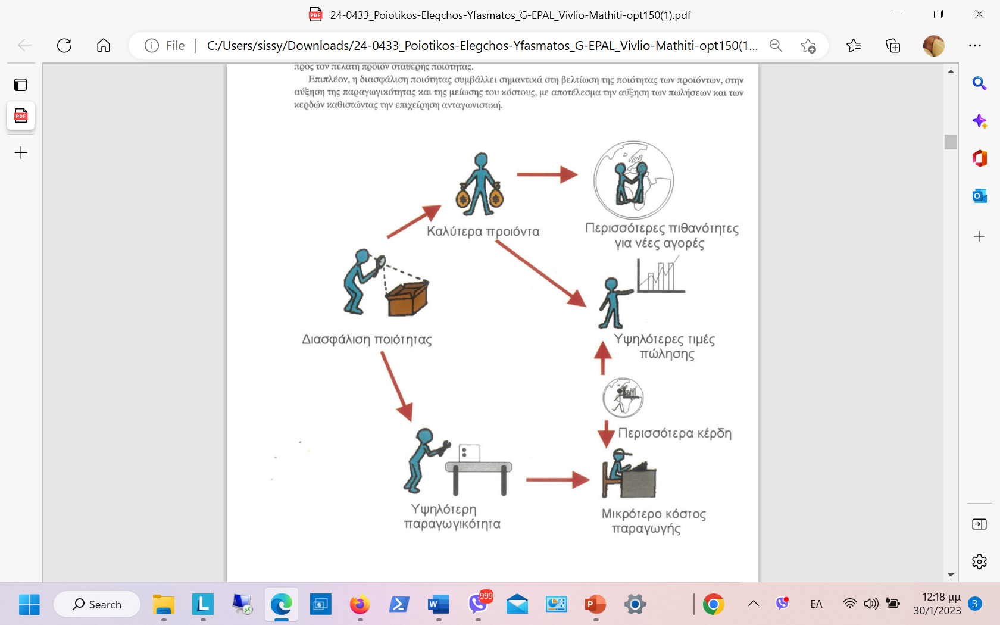 24-0433_Poiotikos-Elegchos-Yfasmatos_G-EPAL_Vivlio-Mathiti-opt150(1).pdf
File
C:/Users/sissy/Downloads/24-0433_Poiotikos-Elegchos-Yfasmatos_G-EPAL_Vivlio-Mathiti-opt150(1...
προς τον πελάτη προϊόν σταθερής ποιότητας.
Επιπλέον, η διασφάλιση ποιότητας συμβάλλει σημαντικά στη βελτίωση της ποιότητας των προϊόντων, στην
αύξηση της παραγωγικότητας και της μείωσης του κόστους, με αποτέλεσμα την αύξηση των πωλήσεων και των
κερδών καθιστώντας την επιχείρηση ανταγωνιστική.
Καλύτερα προιόντα
Περισσότερες πιθανότητες
για νέες αγορές
Διασφάλιση ποιότητας
Υψηλότερες τιμές
πώλησης
Περισσότερα κέρδη
Υψηλότερη
παραγωγικότητα
Μικρότερο κόστος
παραγωγής
Search
999
ΕΛ
12:18 μμ
30/1/2023
3